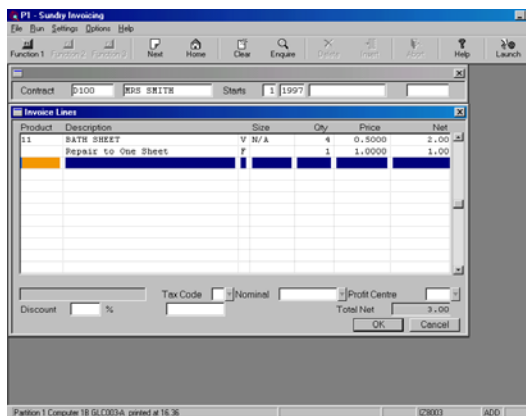 P1 - Sundry Invoicing
File Run Settings Options Help
Function 1 Function 2 Function 3 Next Home Clear Enquire Delete Insert Accept Help Launch
Contract D100 MRS SMITH Starts 1 1997
Invoice Lines
Product Description Size Qty Price Net
11 BATH SHEET V N/A 4 0.5000 2.00
Repair to One Sheet F 1 1.0000 1.00
Tax Code Nominal Profit Centre
Discount % Total Net 3.00
OK Cancel
Partition 1 Computer 1B GLC003-A printed at 16.36 IZ8003 ADD